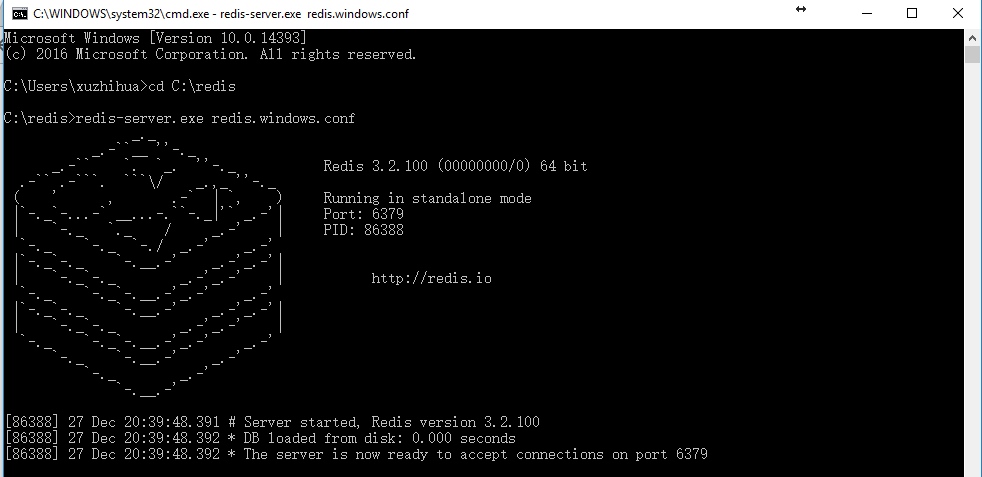 C:\WINDOWS\system32\cmd.exe - redis-server.exe  redis.windows.conf
Microsoft Windows [Version 10.0.14393]
(c) 2016 Microsoft Corporation. All rights reserved.
C:\Users\xuzhihua>cd C:\redis
C:\redis>redis-server.exe redis.windows.conf
Redis 3.2.100 (00000000/0) 64 bit
Running in standalone mode
Port: 6379
PID: 86388
http://redis.io
[86388] 27 Dec 20:39:48.391 # Server started, Redis version 3.2.100
[86388] 27 Dec 20:39:48.392 * DB loaded from disk: 0.000 seconds
[86388] 27 Dec 20:39:48.392 * The server is now ready to accept connections on port 6379